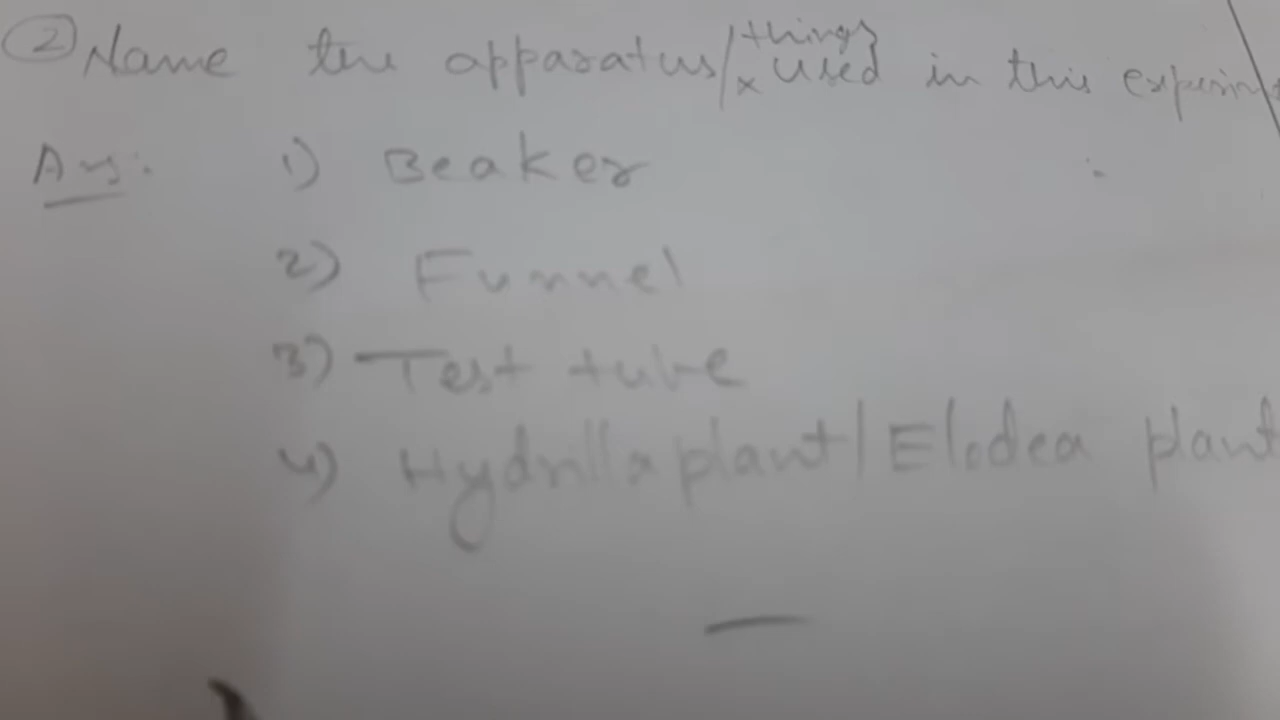 ② Name the apparatus/things used in this
Ans. 1) Beaker
2) Funnel
3) Test tube
4) Hydrilla plant/Elodea plant